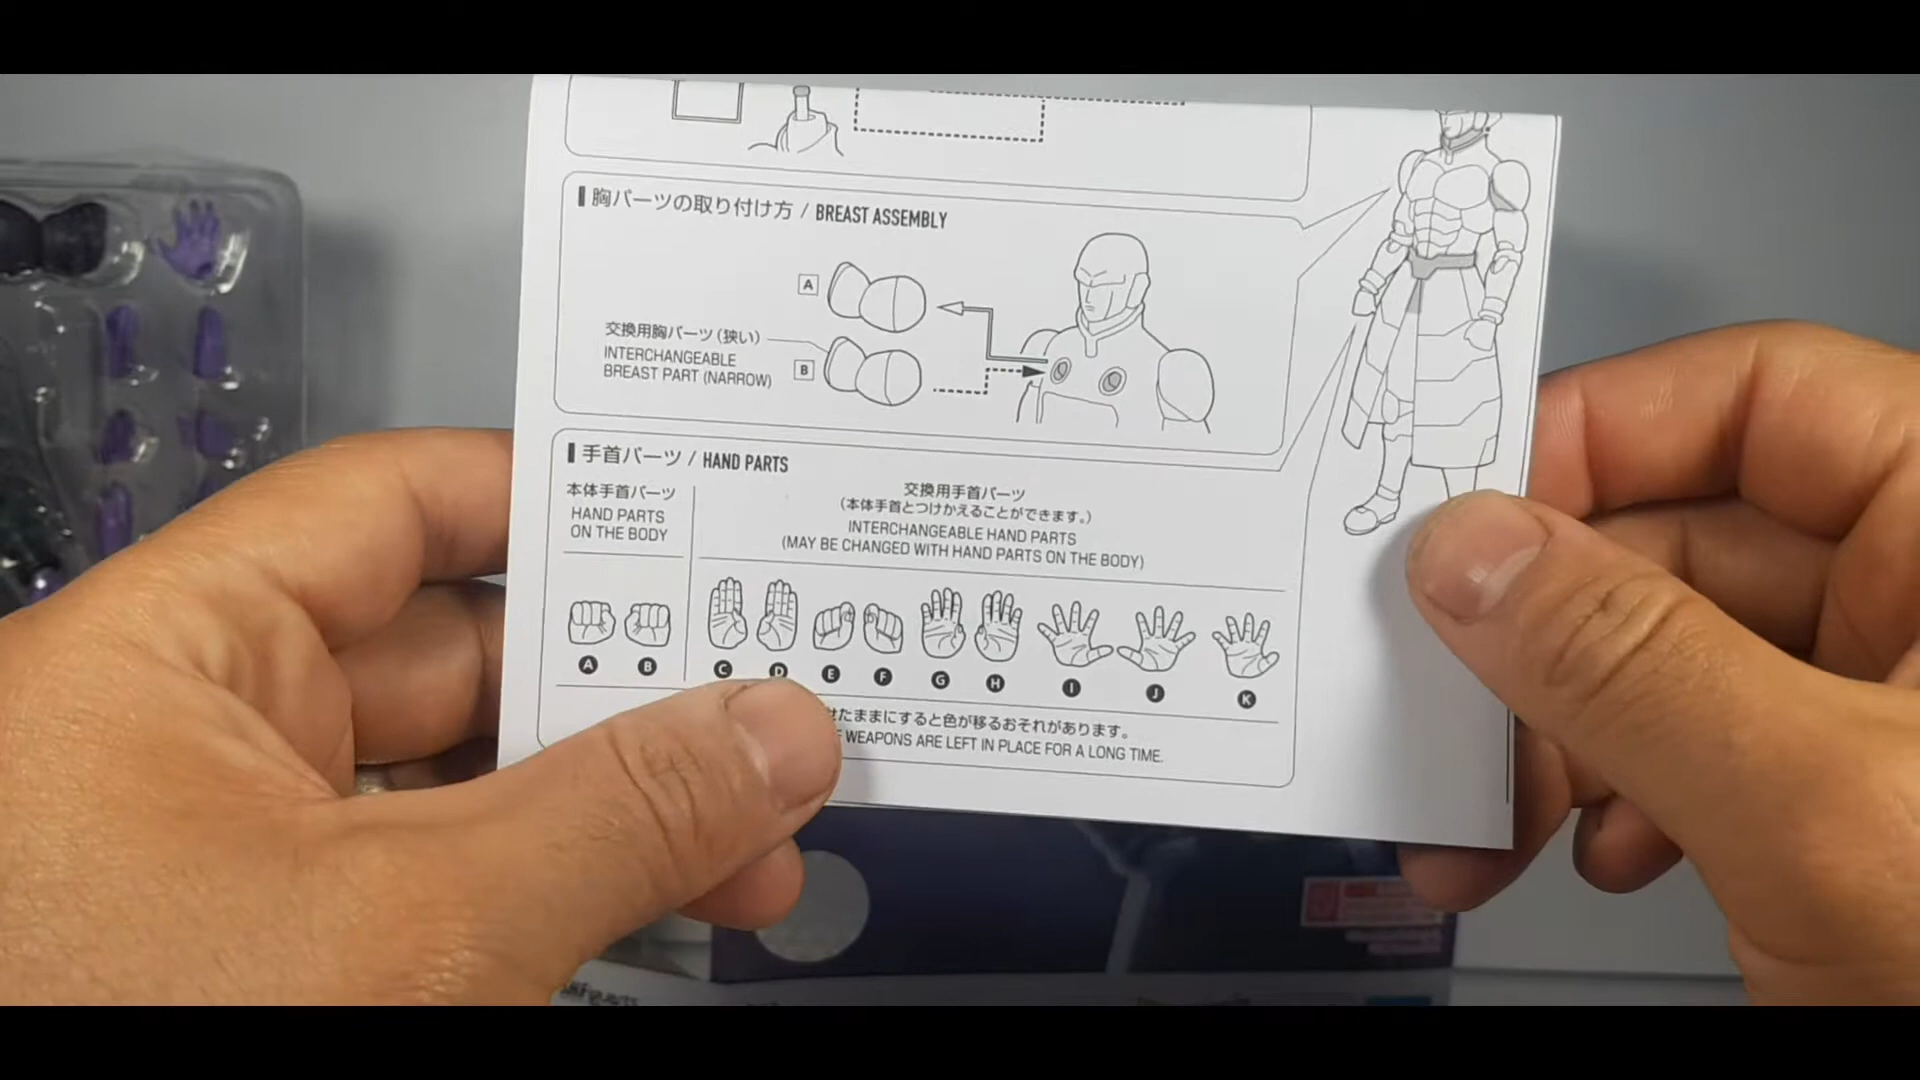 胸パーツの取り付け方 / BREAST ASSEMBLY
A
交換用胸パーツ(狭い)
INTERCHANGEABLE
BREAST PART (NARROW)
B
手首パーツ / HAND PARTS
本体手首パーツ
HAND PARTS
ON THE BODY
交換用手首パーツ
(本体手首とつけかえることができます。)
INTERCHANGEABLE HAND PARTS
(MAY BE CHANGED WITH HAND PARTS ON THE BODY)
A B C D E F G H I J K
せたままにすると色が移るおそれがあります。
WEAPONS ARE LEFT IN PLACE FOR A LONG TIME.